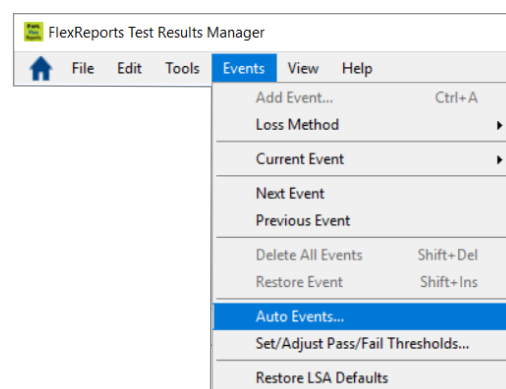 FlexReports Test Results Manager
File Edit Tools Events View Help
Add Event... Ctrl+A
Loss Method
Current Event
Next Event
Previous Event
Delete All Events Shift+Del
Restore Event Shift+Ins
Auto Events...
Set/Adjust Pass/Fail Thresholds...
Restore LSA Defaults